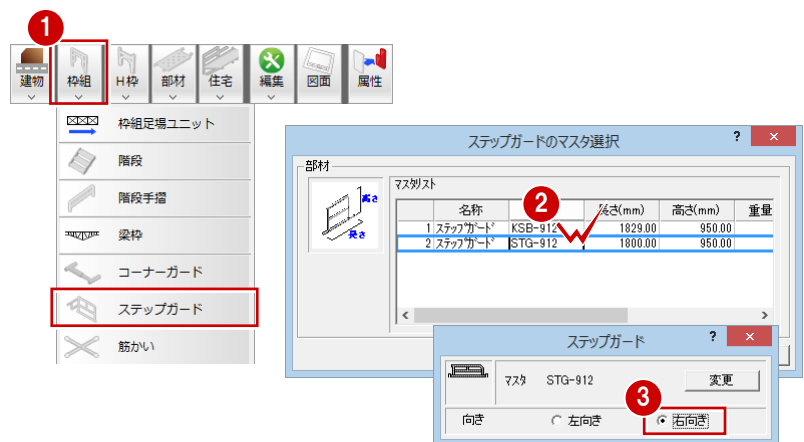 1
建物 枠組 H枠 部材 住宅 編集 図面 属性
枠組足場ユニット
階段
階段手摺
梁枠
コーナーガード
ステップガード
筋かい
ステップガードのマスタ選択 ? ×
部材
高さ
長さ
マスタリスト
2
名称 長さ(mm) 高さ(mm) 重量
1 ステップガード KSB-912 1829.00 950.00
2 ステップガード STG-912 1800.00 950.00
ステップガード ? ×
マスタ STG-912 変更
3
向き 左向き 右向き